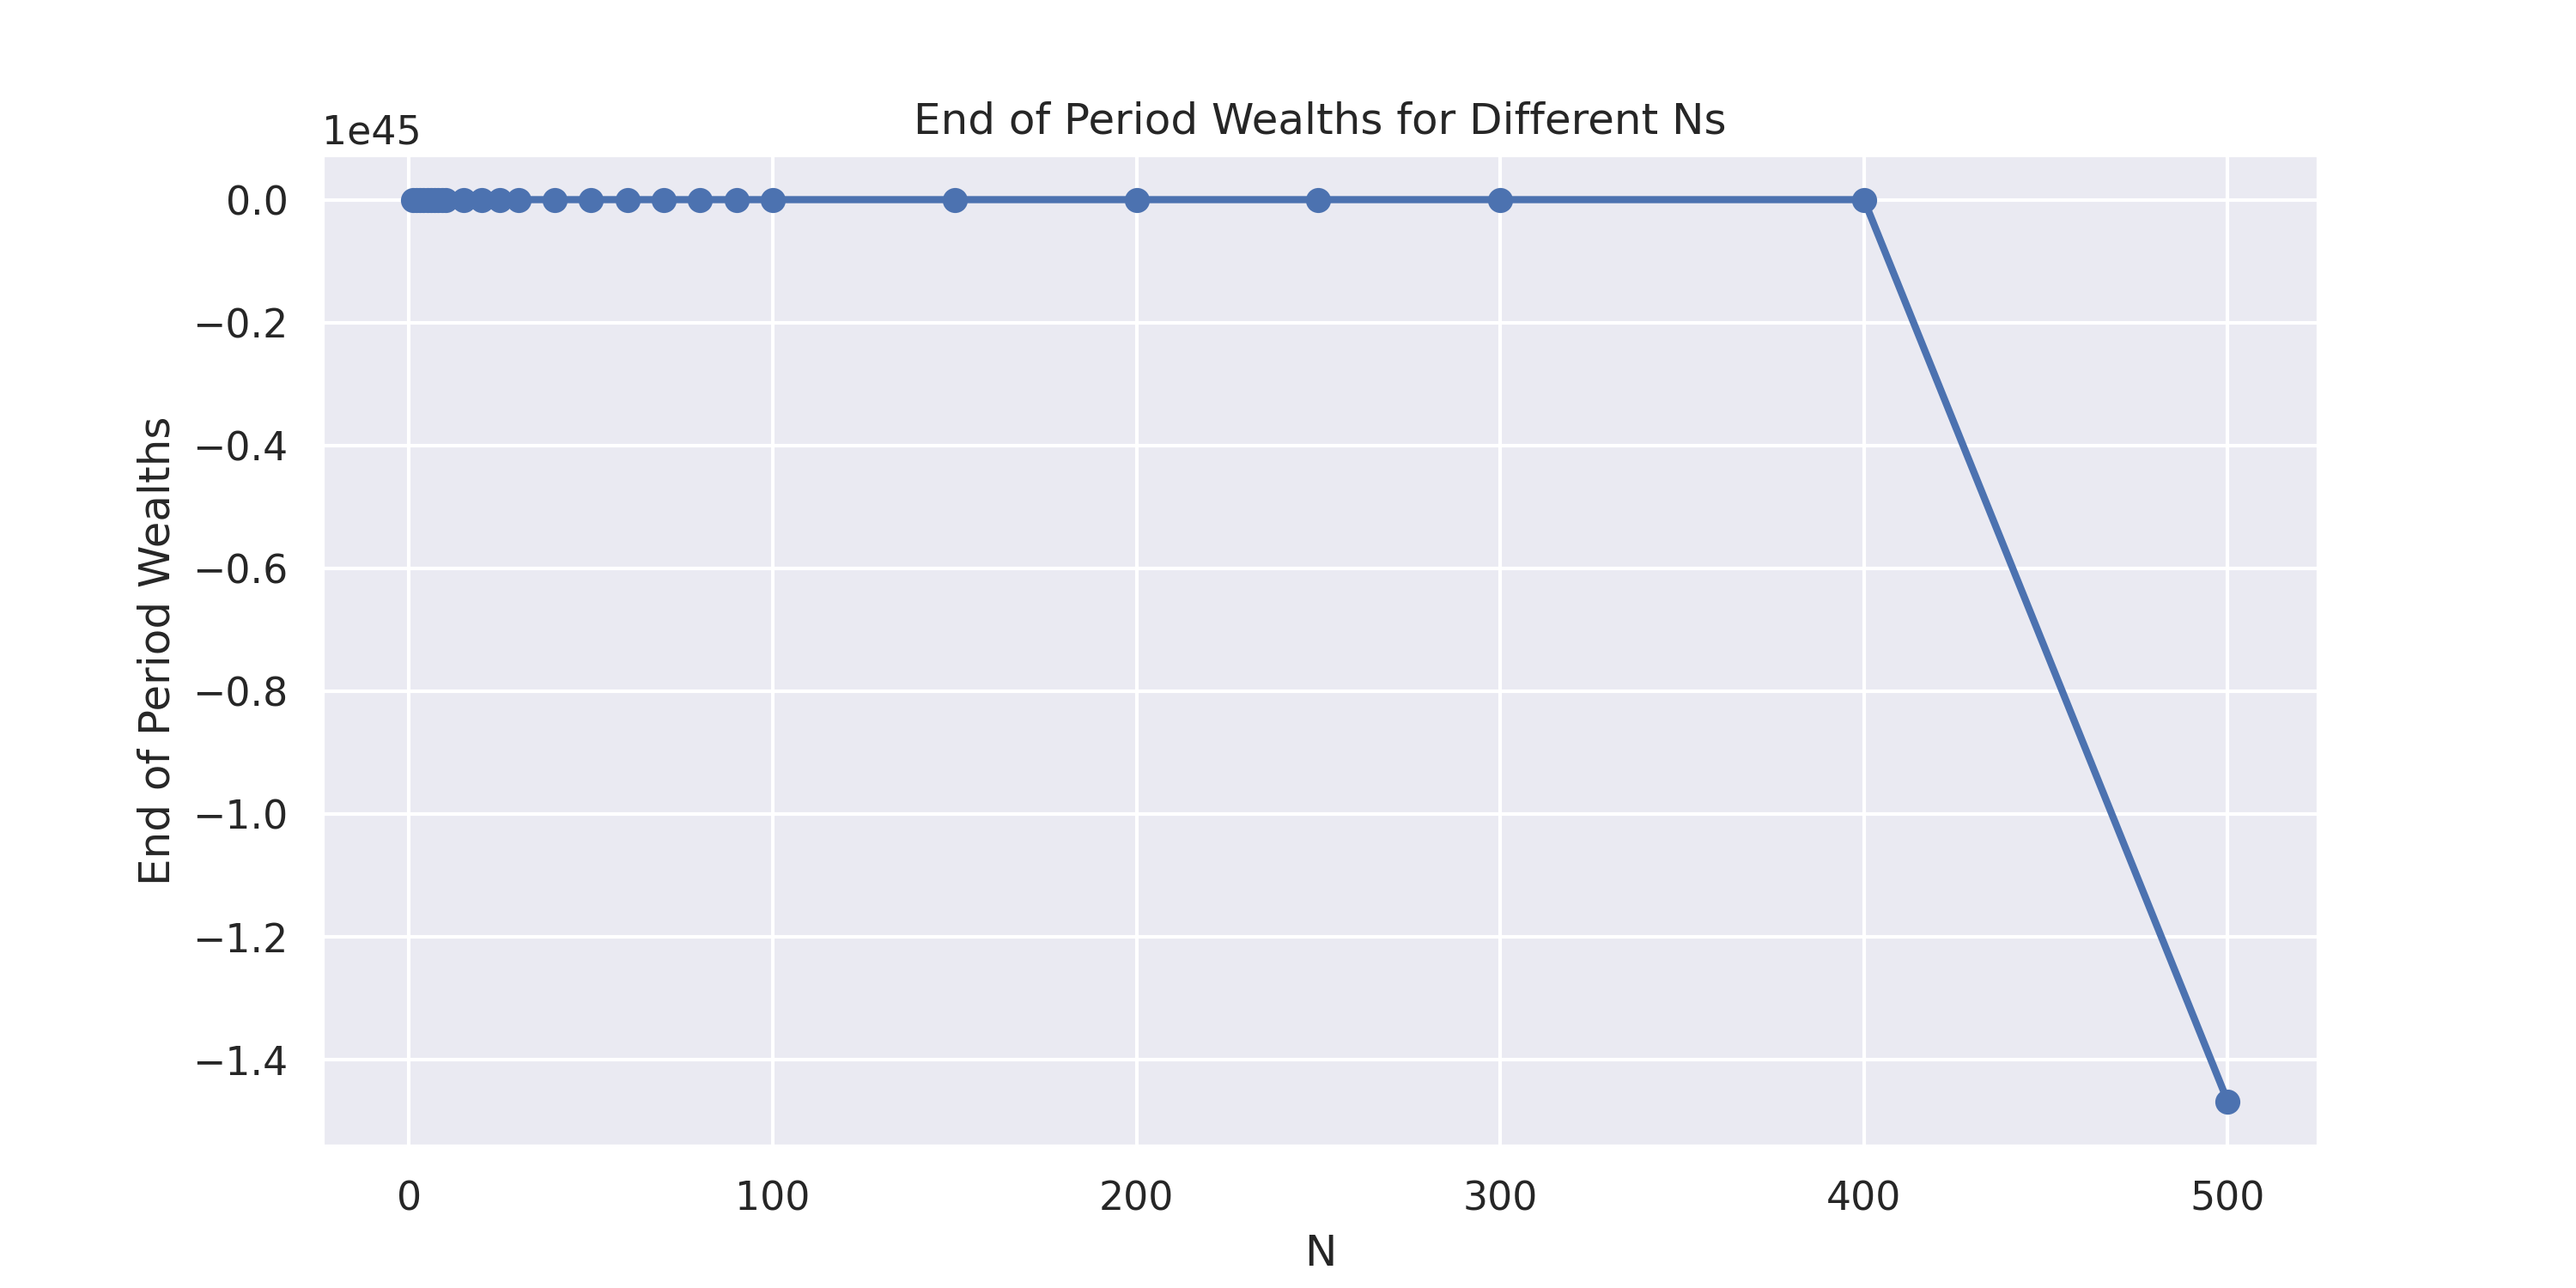 End of Period Wealths for Different Ns
1e45
0.0
−0.2
−0.4
−0.6
−0.8
−1.0
−1.2
−1.4
End of Period Wealths
0 100 200 300 400 500
N